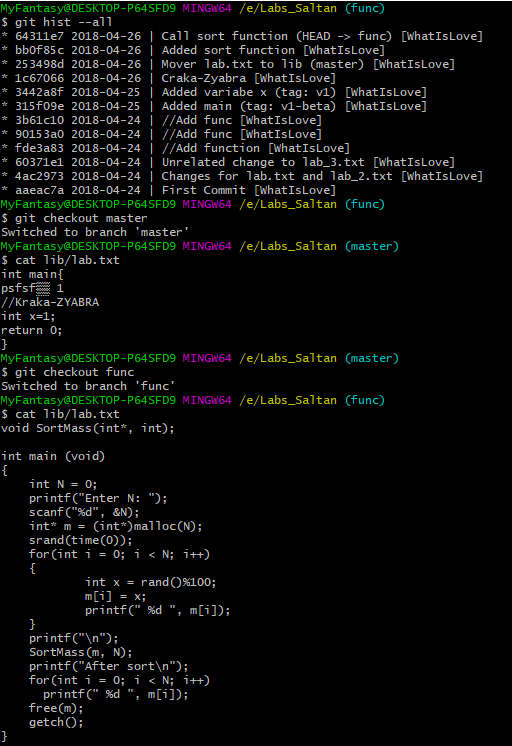 MyFantasy@DESKTOP-P64SFD9 MINGW64 /e/Labs_Saltan (func)
$ git hist --all
* 64311e7 2018-04-26 | Call sort function (HEAD -> func) [WhatIsLove]
* bb0f85c 2018-04-26 | Added sort function [WhatIsLove]
* 253498d 2018-04-26 | Mover lab.txt to lib (master) [WhatIsLove]
* 1c67066 2018-04-26 | Craka-Zyabra [WhatIsLove]
* 3442a8f 2018-04-25 | Added variabe x (tag: v1) [WhatIsLove]
* 315f09e 2018-04-25 | Added main (tag: v1-beta) [WhatIsLove]
* 3b61c10 2018-04-24 | //Add func [WhatIsLove]
* 90153a0 2018-04-24 | //Add func [WhatIsLove]
* fde3a83 2018-04-24 | //Add function [WhatIsLove]
* 60371e1 2018-04-24 | Unrelated change to lab_3.txt [WhatIsLove]
* 4ac2973 2018-04-24 | Changes for lab.txt and lab_2.txt [WhatIsLove]
* aaeac7a 2018-04-24 | First Commit [WhatIsLove]
MyFantasy@DESKTOP-P64SFD9 MINGW64 /e/Labs_Saltan (func)
$ git checkout master
Switched to branch 'master'
MyFantasy@DESKTOP-P64SFD9 MINGW64 /e/Labs_Saltan (master)
$ cat lib/lab.txt
int main{
psfsf▒▒ 1
//Kraka-ZYABRA
int x=1;
return 0;
}
MyFantasy@DESKTOP-P64SFD9 MINGW64 /e/Labs_Saltan (master)
$ git checkout func
Switched to branch 'func'
MyFantasy@DESKTOP-P64SFD9 MINGW64 /e/Labs_Saltan (func)
$ cat lib/lab.txt
void SortMass(int*, int);

int main (void)
{
    int N = 0;
    printf("Enter N: ");
    scanf("%d", &N);
    int* m = (int*)malloc(N);
    srand(time(0));
    for(int i = 0; i < N; i++)
    {
            int x = rand()%100;
            m[i] = x;
            printf(" %d ", m[i]);
    }
    printf("\n");
    SortMass(m, N);
    printf("After sort\n");
    for(int i = 0; i < N; i++)
      printf(" %d ", m[i]);
    free(m);
    getch();
}